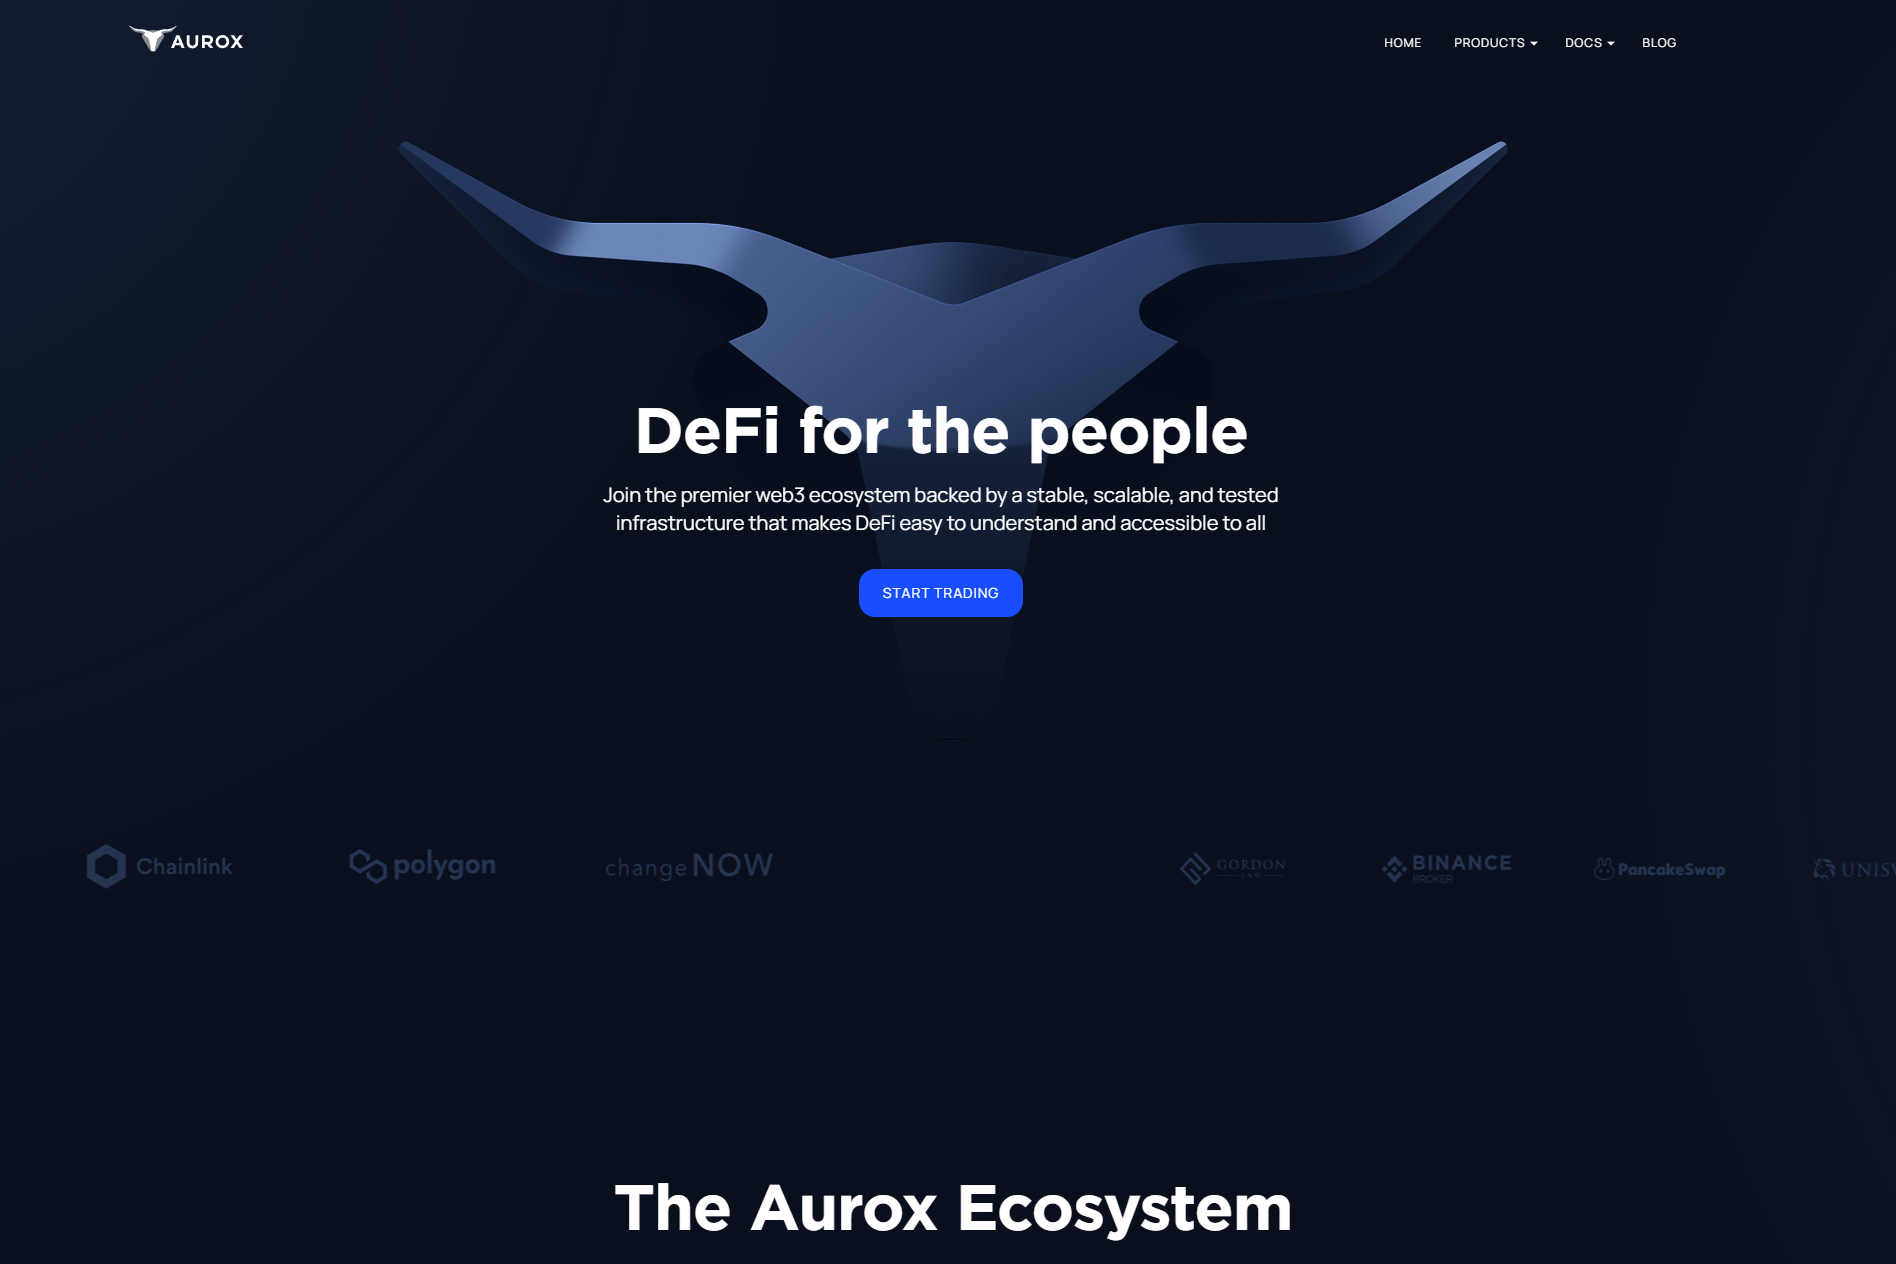 AUROX
HOME
PRODUCTS
DOCS
BLOG
DeFi for the people
Join the premier web3 ecosystem backed by a stable, scalable, and tested
infrastructure that makes DeFi easy to understand and accessible to all
START TRADING
Chainlink
polygon
changeNOW
GORDON
LAW
BINANCE
BROKER
PancakeSwap
The Aurox Ecosystem